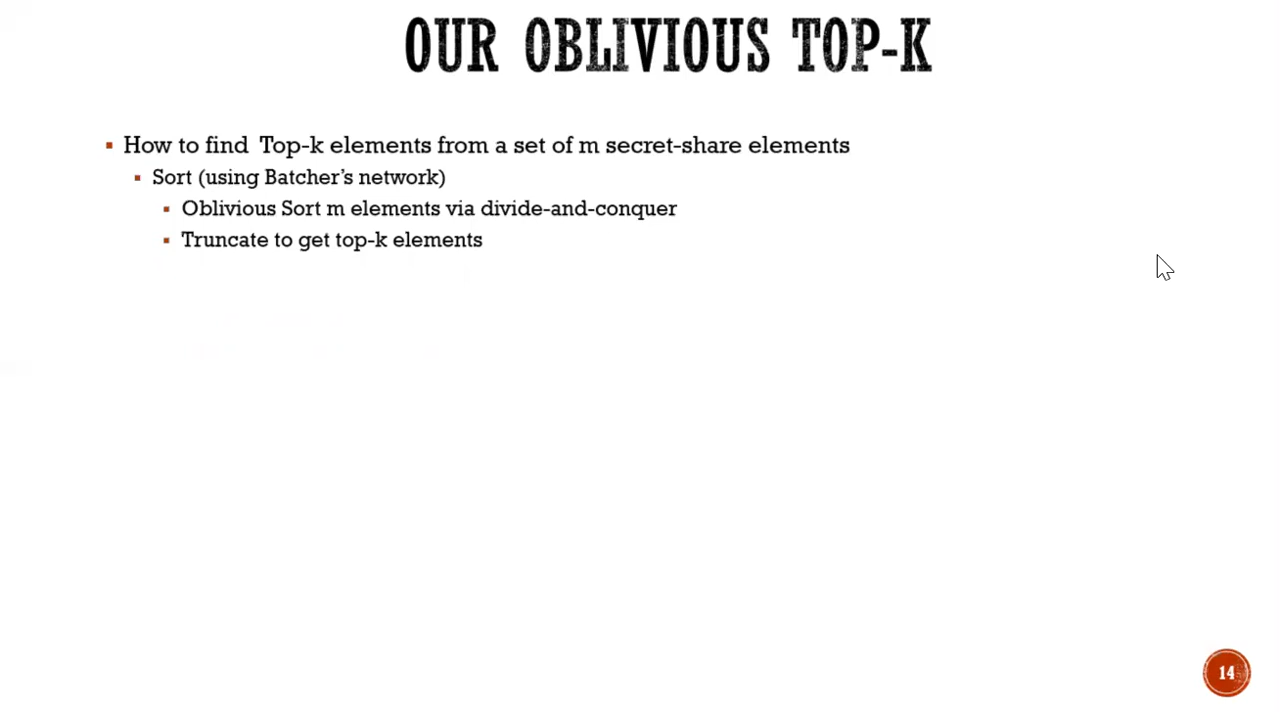 OUR OBLIVIOUS TOP-K
▪ How to find Top-k elements from a set of m secret-share elements
▪ Sort (using Batcher's network)
▪ Oblivious Sort m elements via divide-and-conquer
▪ Truncate to get top-k elements
14